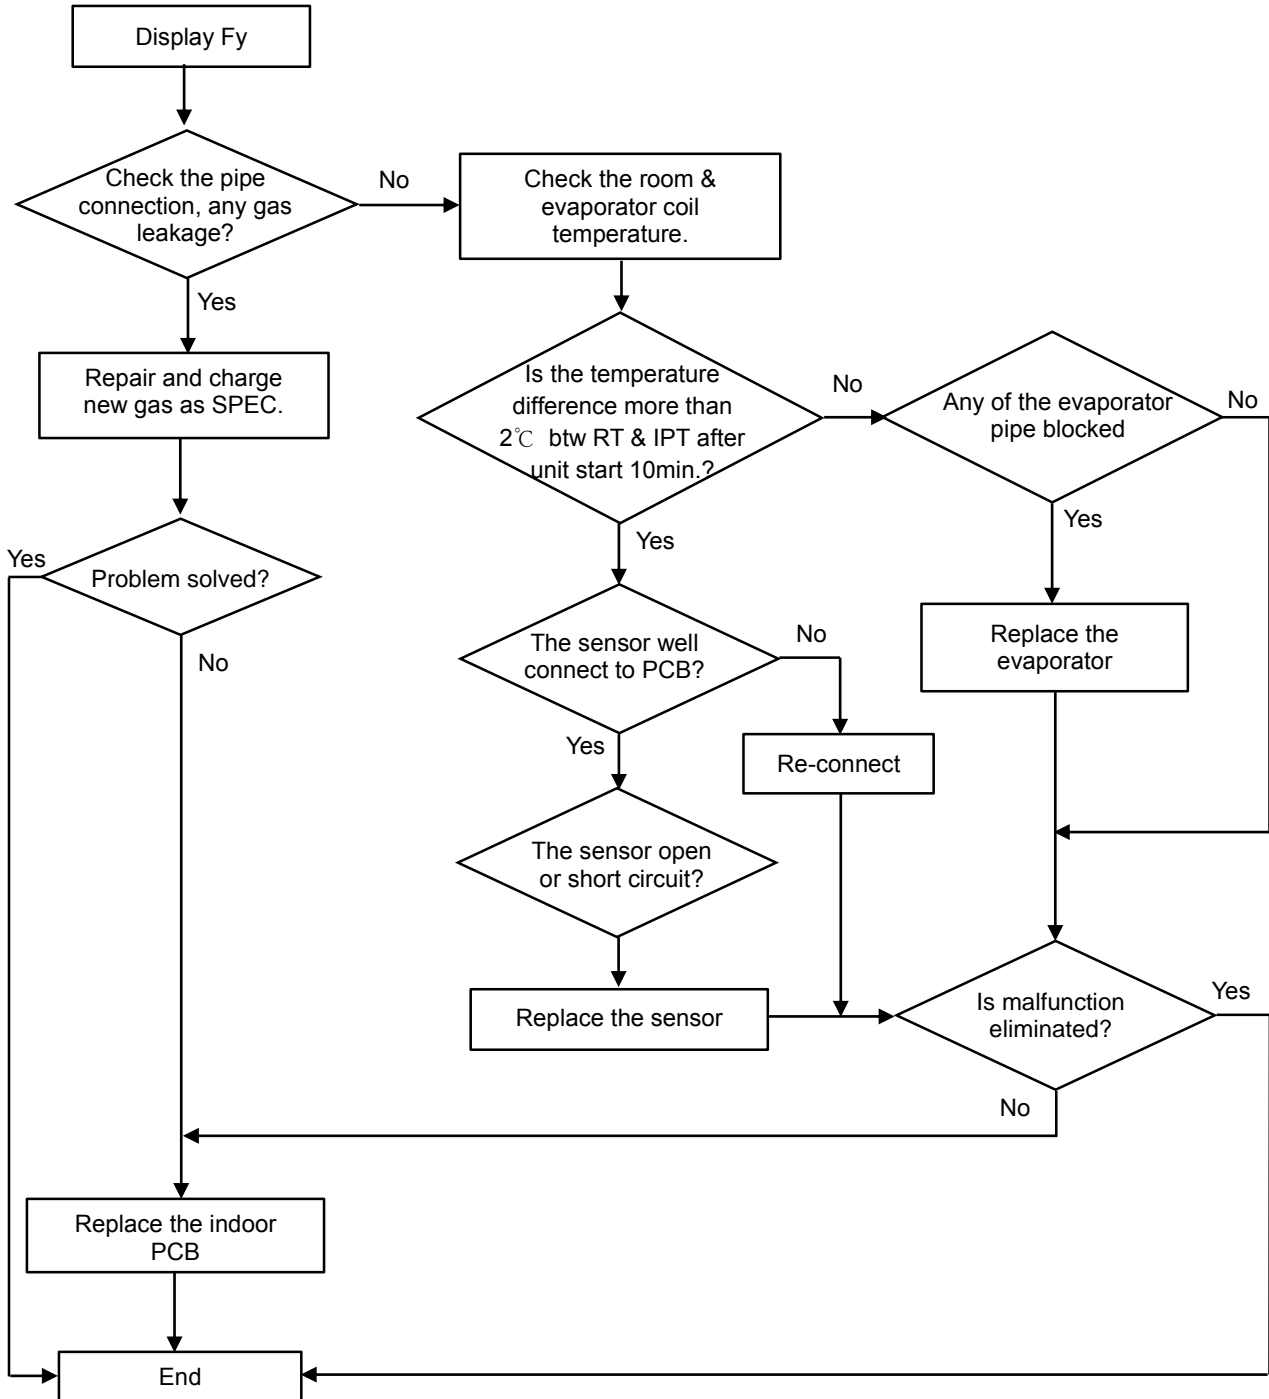 Display Fy
Check the pipe
connection, any gas
leakage?
No
Check the room &
evaporator coil
temperature.
Yes
Repair and charge
new gas as SPEC.
Is the temperature
difference more than
2℃ btw RT & IPT after
unit start 10min.?
No
Any of the evaporator
pipe blocked
No
Yes
Yes
Yes
Problem solved?
No
The sensor well
connect to PCB?
No
Replace the
evaporator
Yes
Re-connect
The sensor open
or short circuit?
Replace the sensor
Is malfunction
eliminated?
Yes
No
Replace the indoor
PCB
End